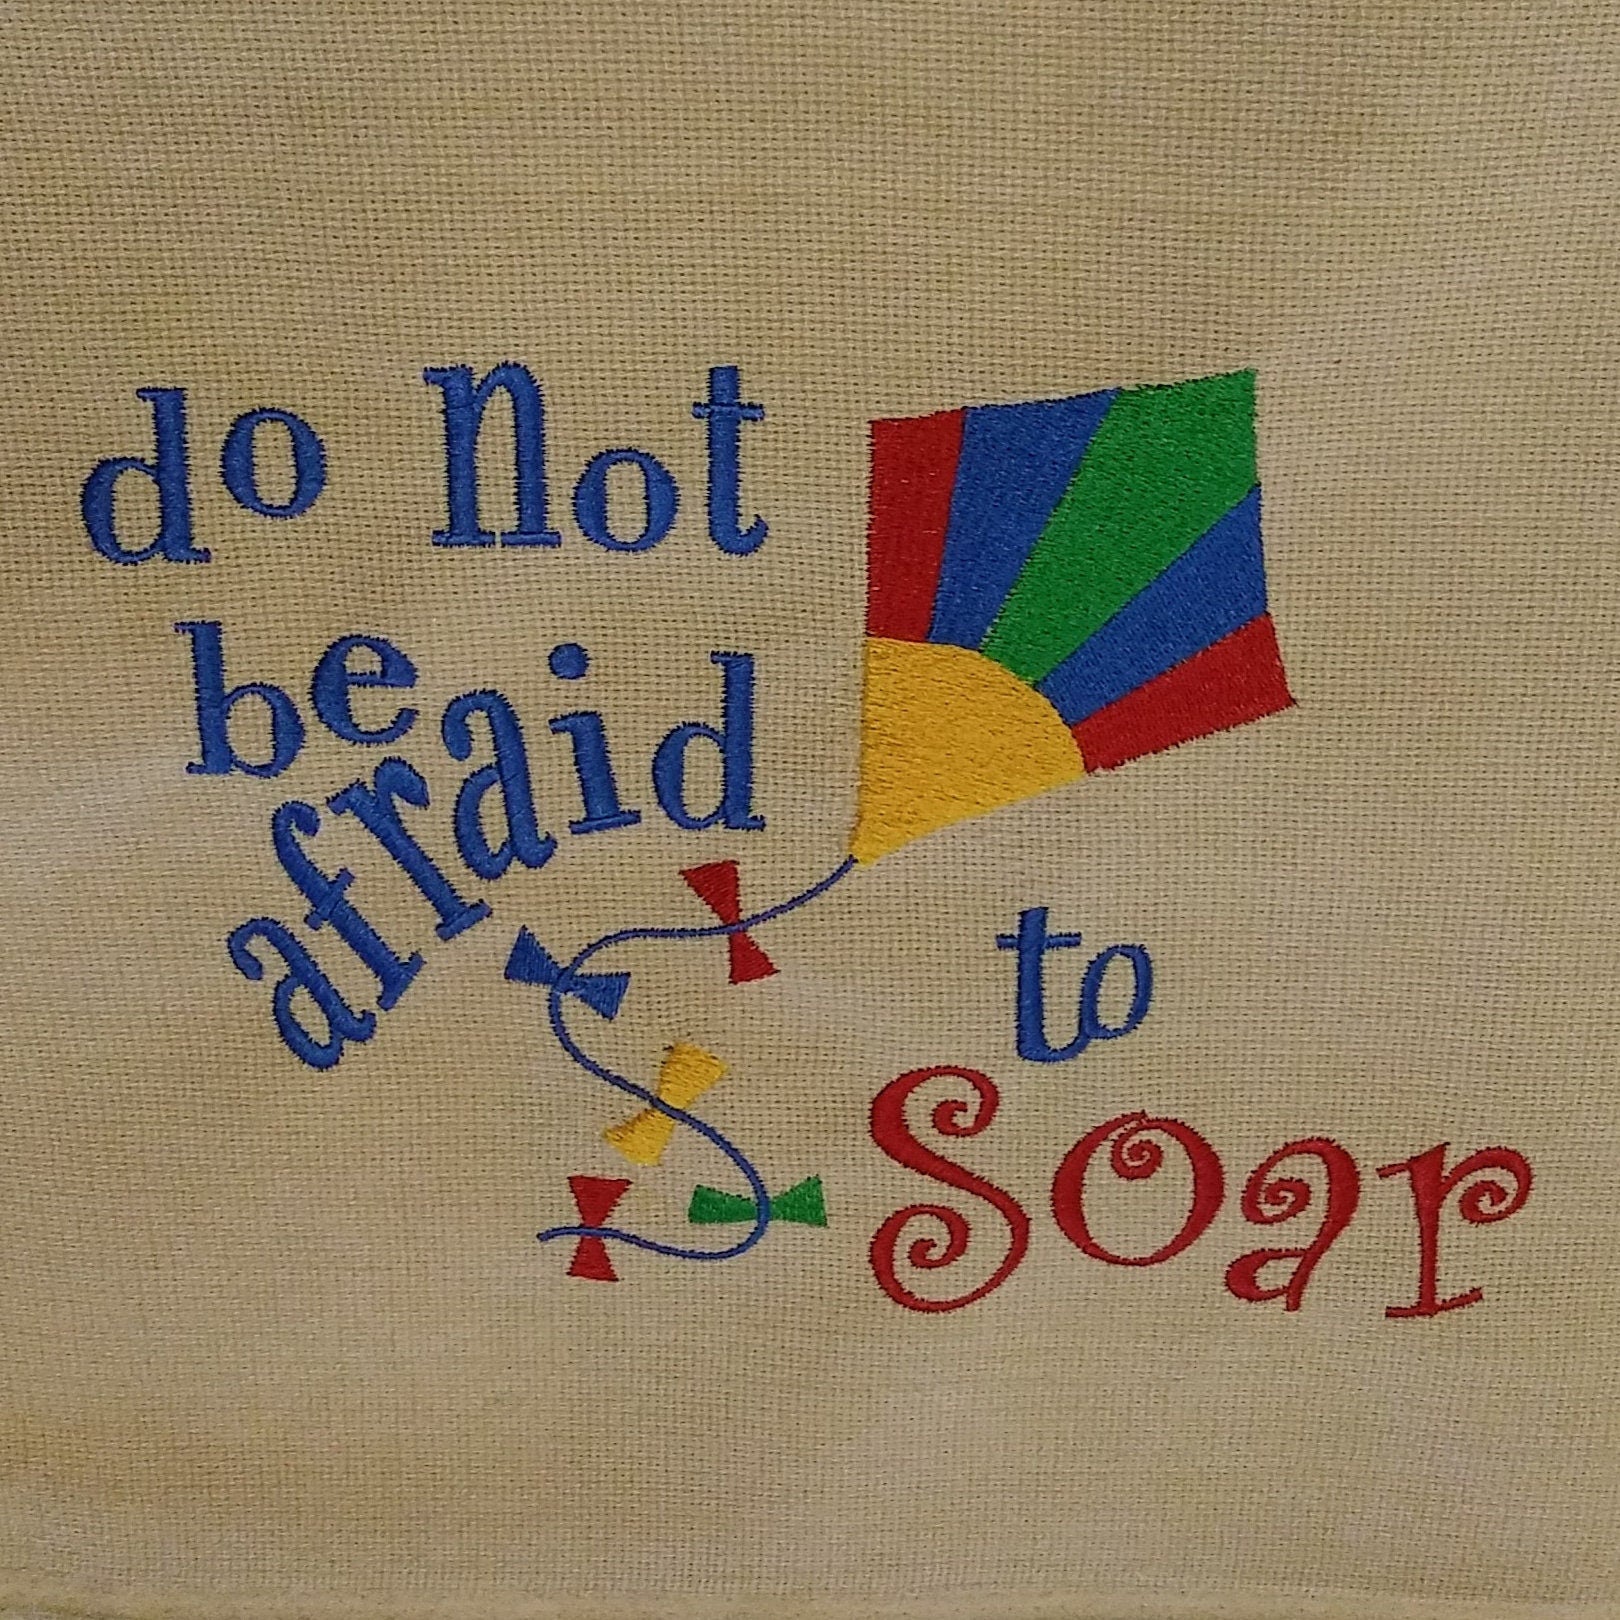 do not
be
afraid
to
Soar